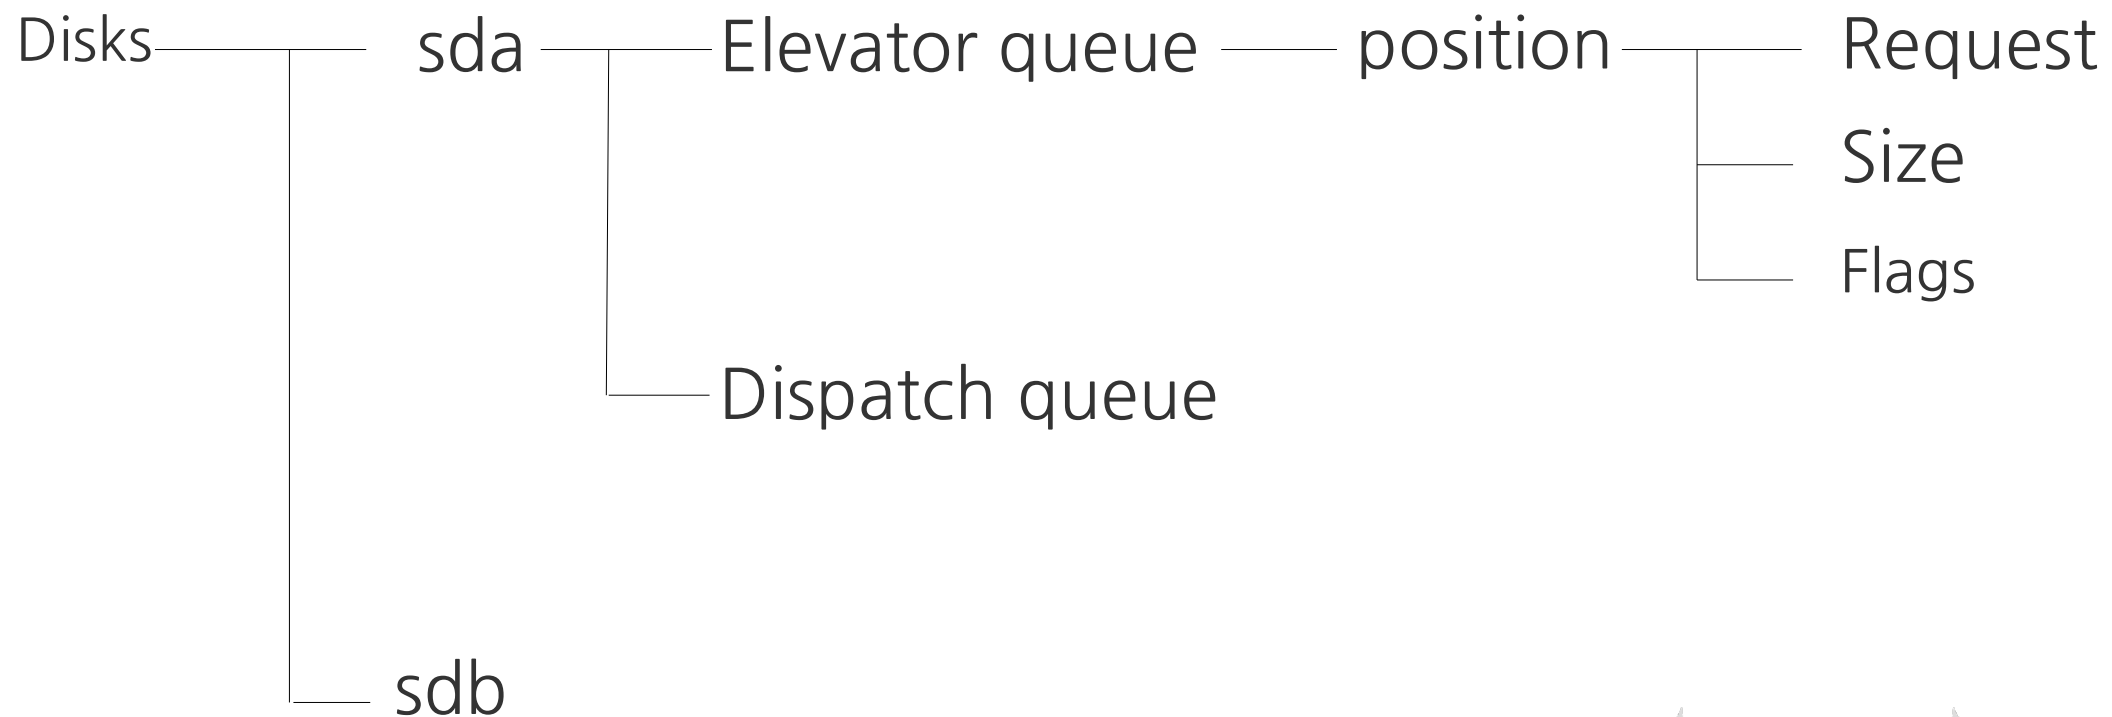 Disks sda Elevator queue position Request
Size
Flags
Dispatch queue
sdb